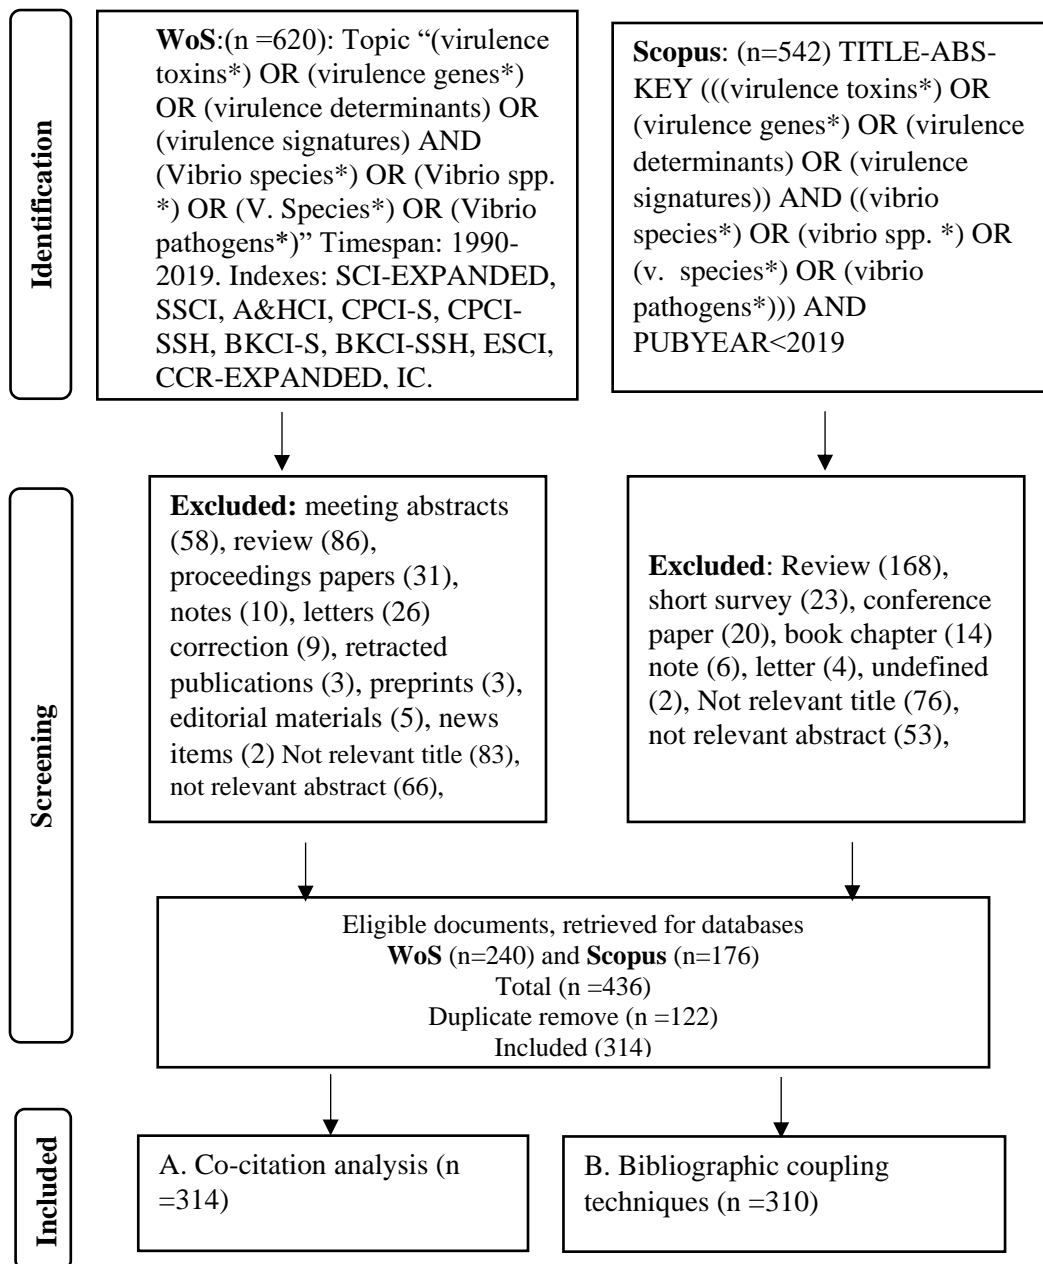 Identification
WoS:(n =620): Topic “(virulence
toxins*) OR (virulence genes*)
OR (virulence determinants) OR
(virulence signatures) AND
(Vibrio species*) OR (Vibrio spp.
*) OR (V. Species*) OR (Vibrio
pathogens*)” Timespan: 1990-
2019. Indexes: SCI-EXPANDED,
SSCI, A&HCI, CPCI-S, CPCI-
SSH, BKCI-S, BKCI-SSH, ESCI,
CCR-EXPANDED, IC.
Scopus: (n=542) TITLE-ABS-
KEY (((virulence toxins*) OR
(virulence genes*) OR (virulence
determinants) OR (virulence
signatures)) AND ((vibrio
species*) OR (vibrio spp. *) OR
(v. species*) OR (vibrio
pathogens*))) AND
PUBYEAR<2019
Screening
Excluded: meeting abstracts
(58), review (86),
proceedings papers (31),
notes (10), letters (26)
correction (9), retracted
publications (3), preprints (3),
editorial materials (5), news
items (2) Not relevant title (83),
not relevant abstract (66),
Excluded: Review (168),
short survey (23), conference
paper (20), book chapter (14)
note (6), letter (4), undefined
(2), Not relevant title (76),
not relevant abstract (53),
Eligible documents, retrieved for databases
WoS (n=240) and Scopus (n=176)
Total (n =436)
Duplicate remove (n =122)
Included (314)
Included
A. Co-citation analysis (n
=314)
B. Bibliographic coupling
techniques (n =310)